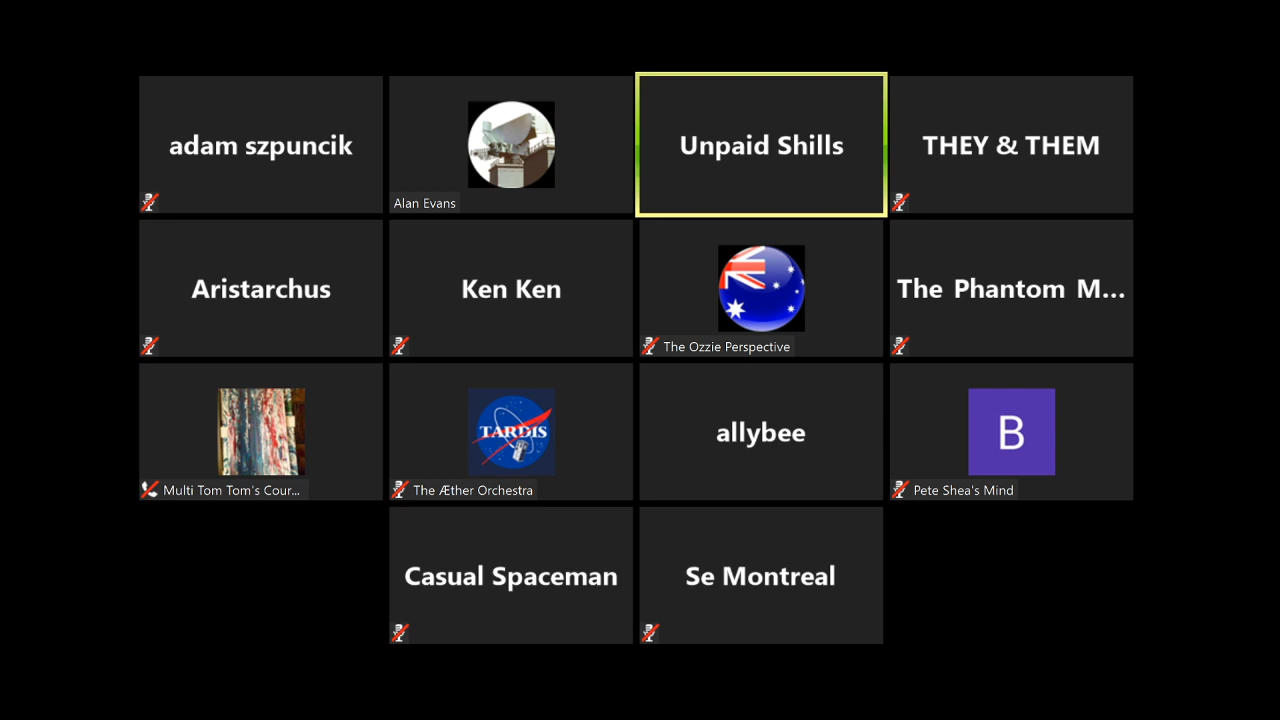 adam szpuncik
Alan Evans
Unpaid Shills
THEY & THEM
Aristarchus
Ken Ken
The Ozzie Perspective
The Phantom M...
Multi Tom Tom's Cour...
TARDIS
The Æther Orchestra
allybee
B
Pete Shea's Mind
Casual Spaceman
Se Montreal